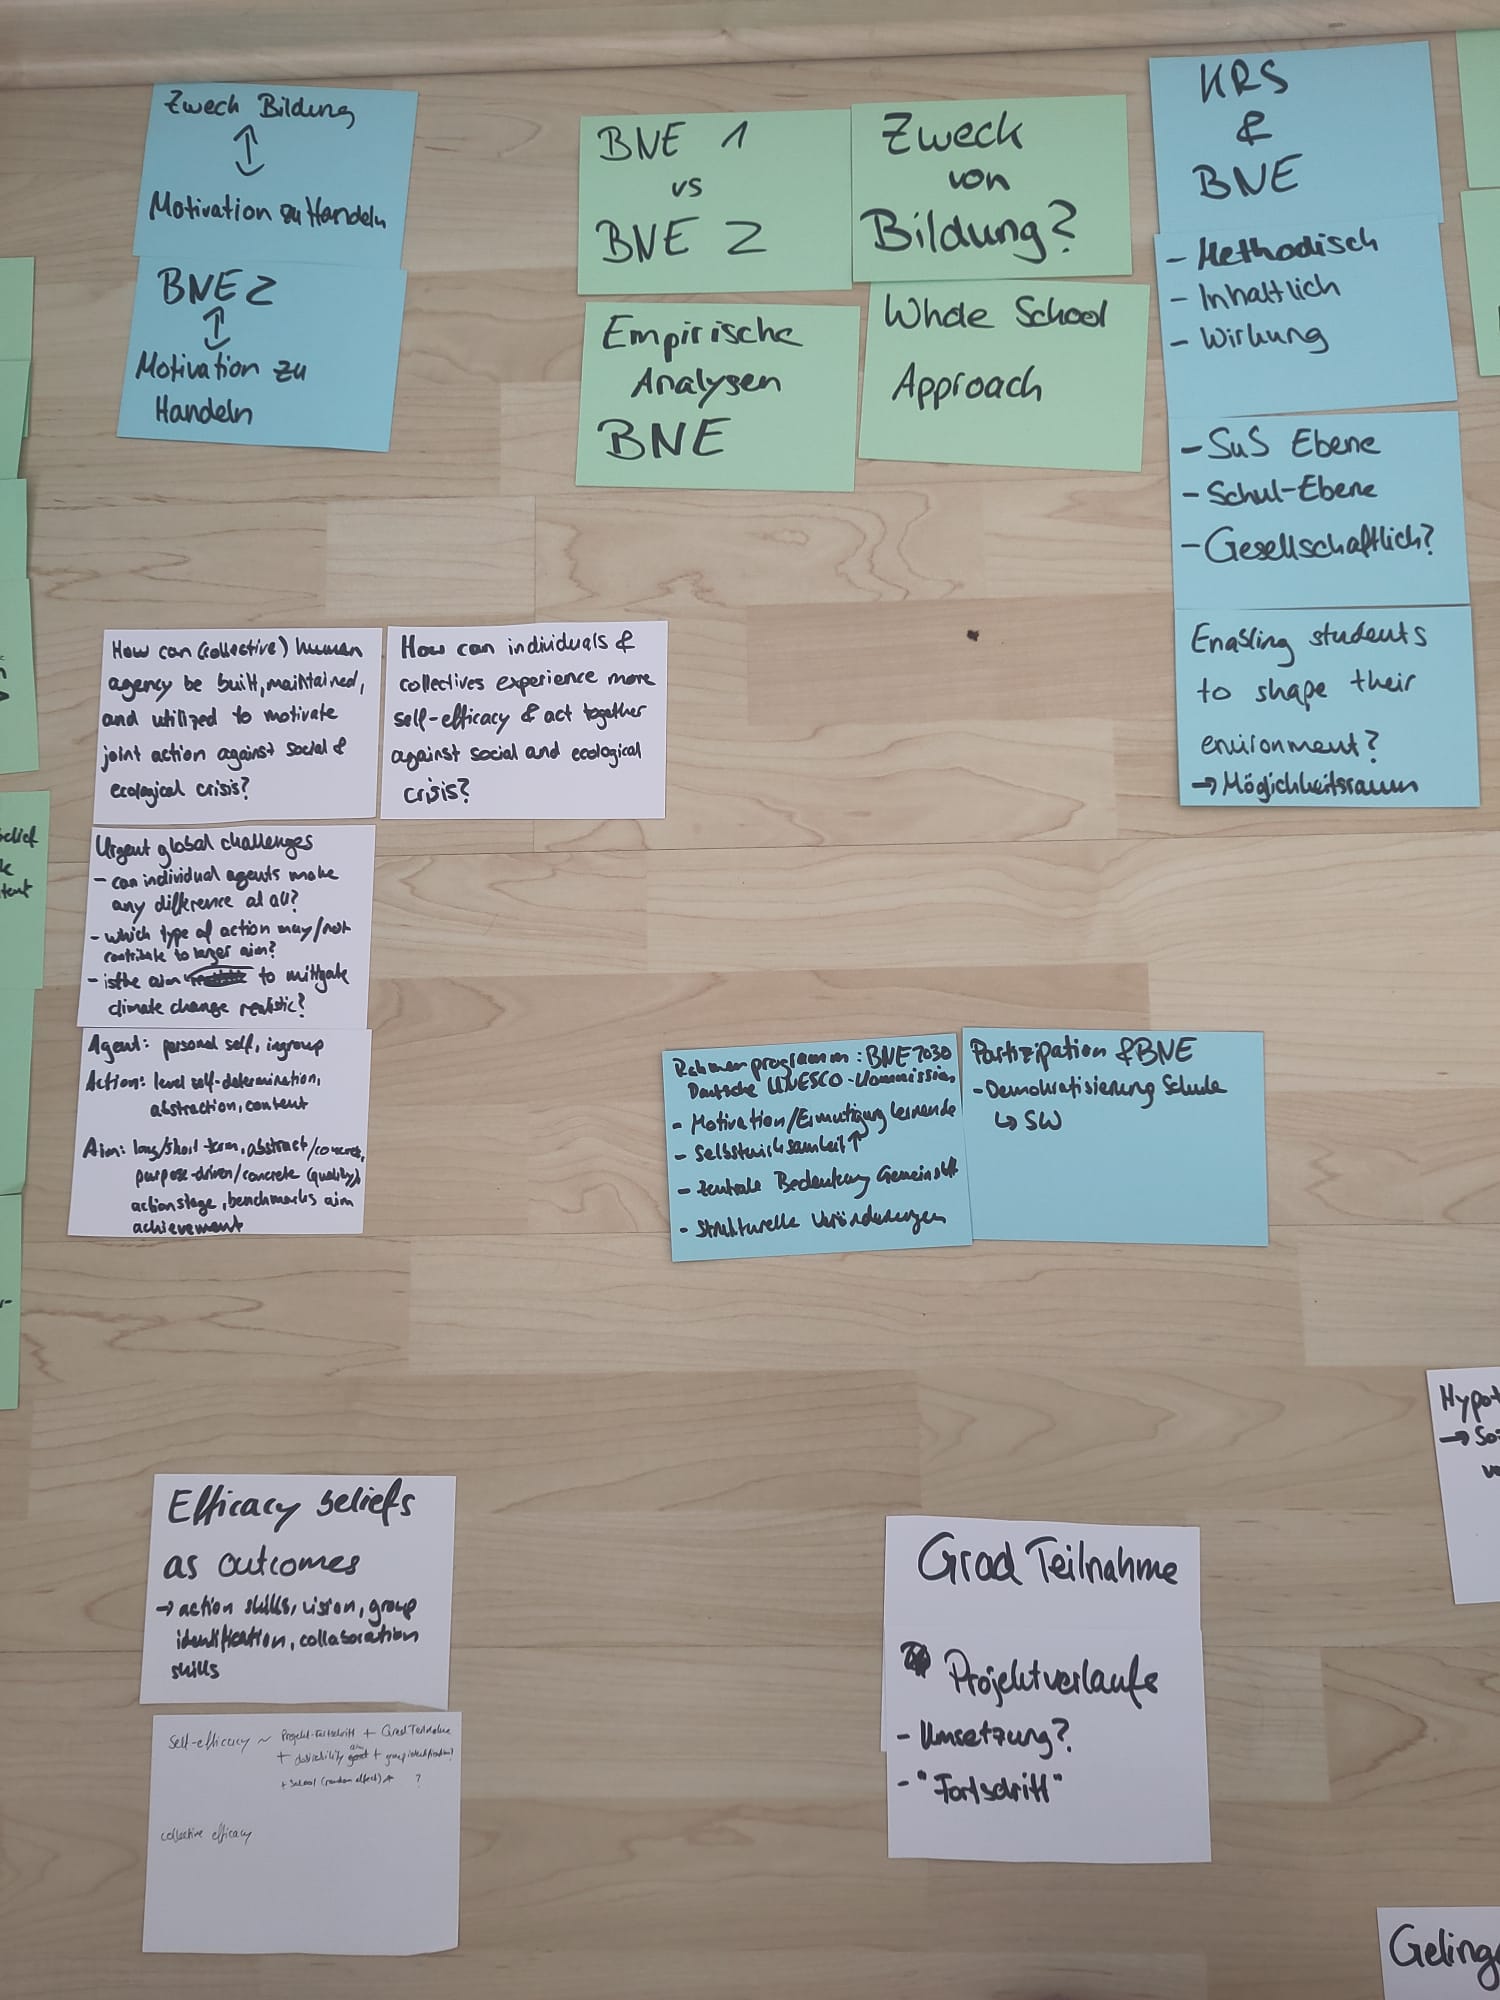 Zweck Bildung
↕
Motivation zu Handeln
BNE 2
↕
Motivation zu
Handeln
BNE 1
vs
BNE 2
Zweck
von
Bildung?
Empirische
Analysen
BNE
Whole School
Approach
KRS
&
BNE
- Methodisch
- Inhaltlich
- Wirkung
- SuS Ebene
- Schul-Ebene
- Gesellschaftlich?
Enabling students
to shape their
environment?
→ Möglichkeitsraum
How can (collective) human
agency be built, maintained,
and utilized to motivate
joint action against social &
ecological crisis?
How can individuals &
collectives experience more
self-efficacy & act together
against social and ecological
crisis?
Urgent global challenges
- can individual agents make
any difference at all?
- which type of action may/not
contribute to larger aim?
- is the aim to mitigate
climate change realistic?
Agent: personal self, ingroup
Action: level self-determination,
abstraction, content
Aim: long/short term, abstract/concrete,
purpose-driven/concrete (quality),
action stage, benchmarks aim
achievement
Rahmenprogramm: BNE 2030
Deutsche UNESCO-Kommission
- Motivation/Ermutigung lernende
- Selbstwirksamkeit ↑
- zentrale Bedeutung
- Strukturelle Veränderungen
Partizipation & BNE
- Demokratisierung Schule
↳ SW
Efficacy beliefs
as outcomes
→ action skills, vision, group
identification, collaboration
skills
Self-efficacy ~ Projekt-Fortschritt + Grad Teilnahme
+ desirability aim + group identification?
+ School (random effect) ?
collective efficacy
Grad Teilnahme
Projektverlaufe
- Umsetzung?
- "Fortschritt"
Hypot
→ So
Geling
elief